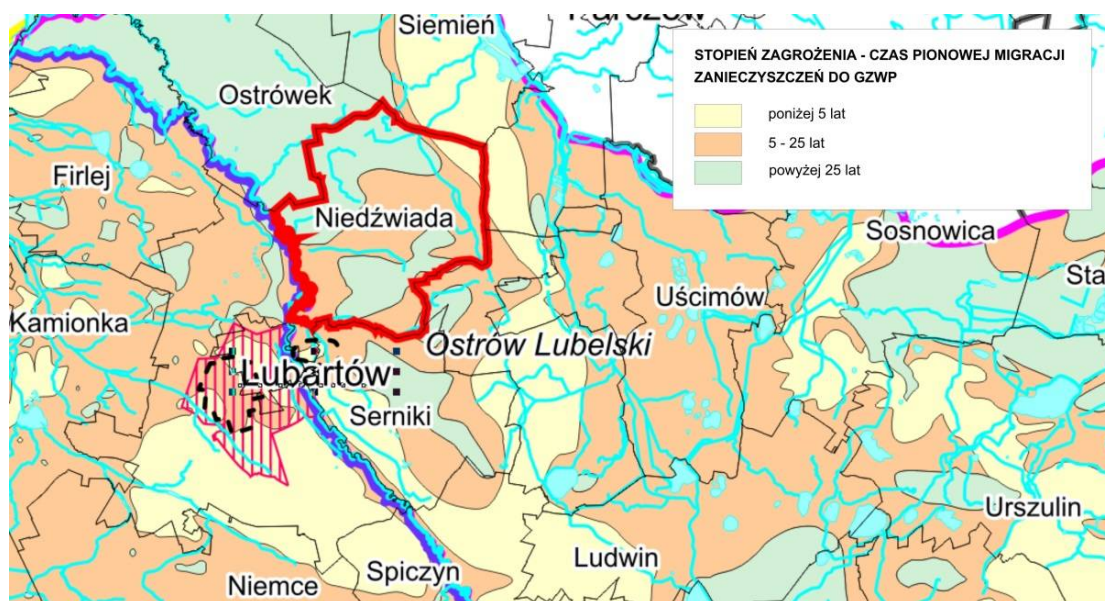 Siemień
STOPIEŃ ZAGROŻENIA - CZAS PIONOWEJ MIGRACJI
ZANIECZYSZCZEŃ DO GZWP
poniżej 5 lat
5 - 25 lat
powyżej 25 lat
Ostrówek
Firlej
Niedźwiada
Sosnowica
Sta
Uścimów
Kamionka
Ostrów Lubelski
Lubartów
Serniki
Urszulin
Ludwin
Spiczyn
Niemce